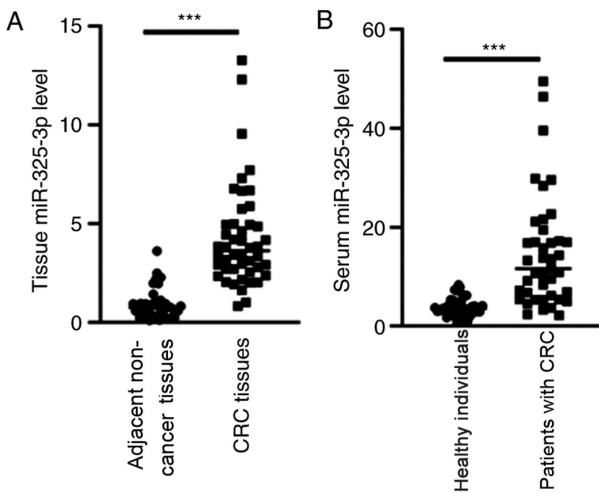 A
Tissue miR-325-3p level
15
10
5
0
***
Adjacent non-
cancer tissues
CRC tissues
B
Serum miR-325-3p level
60
40
20
0
***
Healthy individuals
Patients with CRC